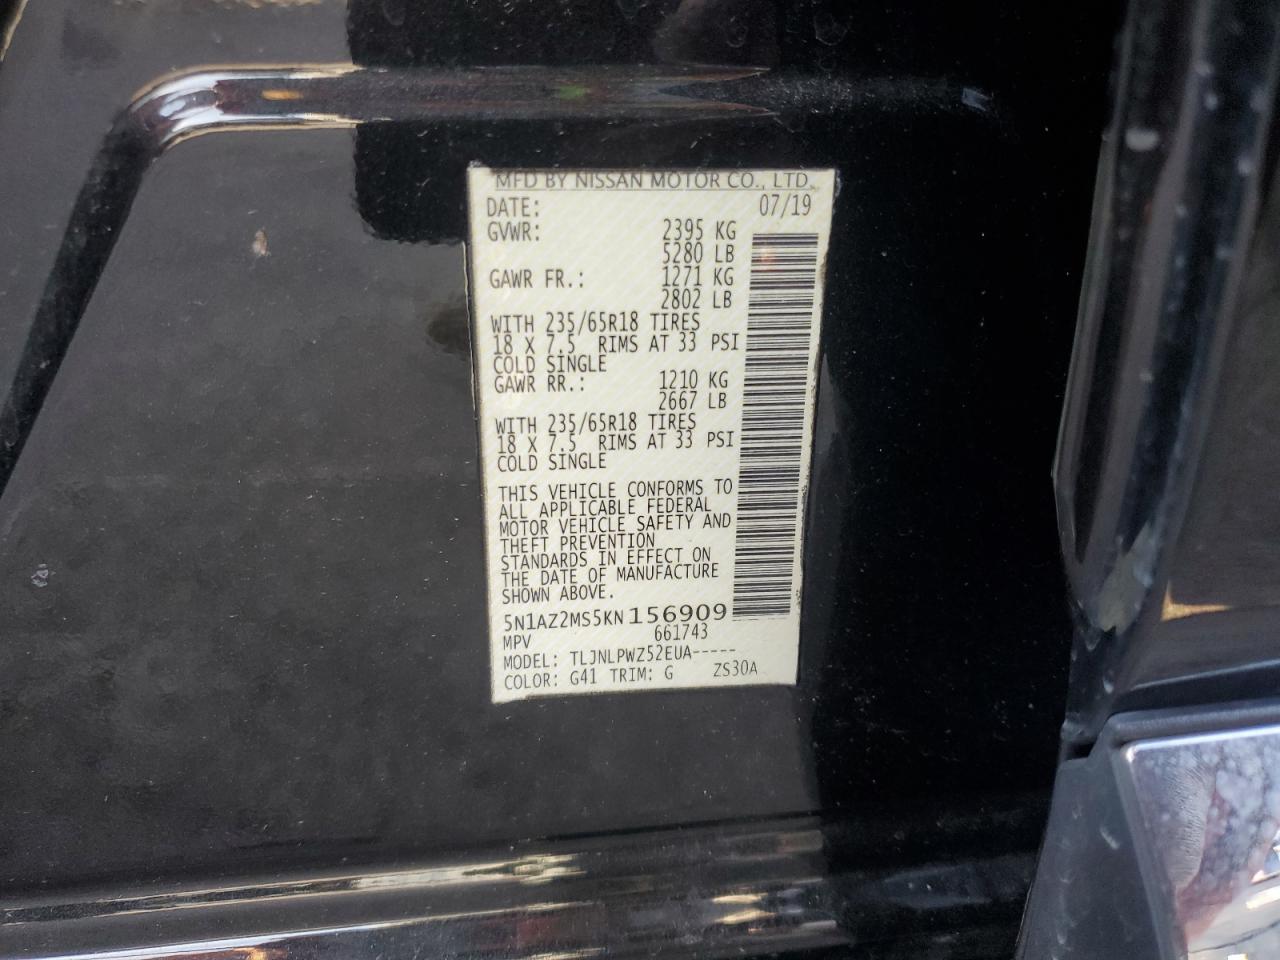 MFD BY NISSAN MOTOR CO., LTD.
DATE: 07/19
GVWR: 2395 KG
5280 LB
GAWR FR.: 1271 KG
2802 LB
WITH 235/65R18 TIRES
18 X 7.5 RIMS AT 33 PSI
COLD SINGLE
GAWR RR.: 1210 KG
2667 LB
WITH 235/65R18 TIRES
18 X 7.5 RIMS AT 33 PSI
COLD SINGLE
THIS VEHICLE CONFORMS TO
ALL APPLICABLE FEDERAL
MOTOR VEHICLE SAFETY AND
THEFT PREVENTION
STANDARDS IN EFFECT ON
THE DATE OF MANUFACTURE
SHOWN ABOVE.
5N1AZ2MS5KN156909
MPV 661743
MODEL: TLJNLPWZ52EUA-----
COLOR: G41 TRIM: G ZS30A